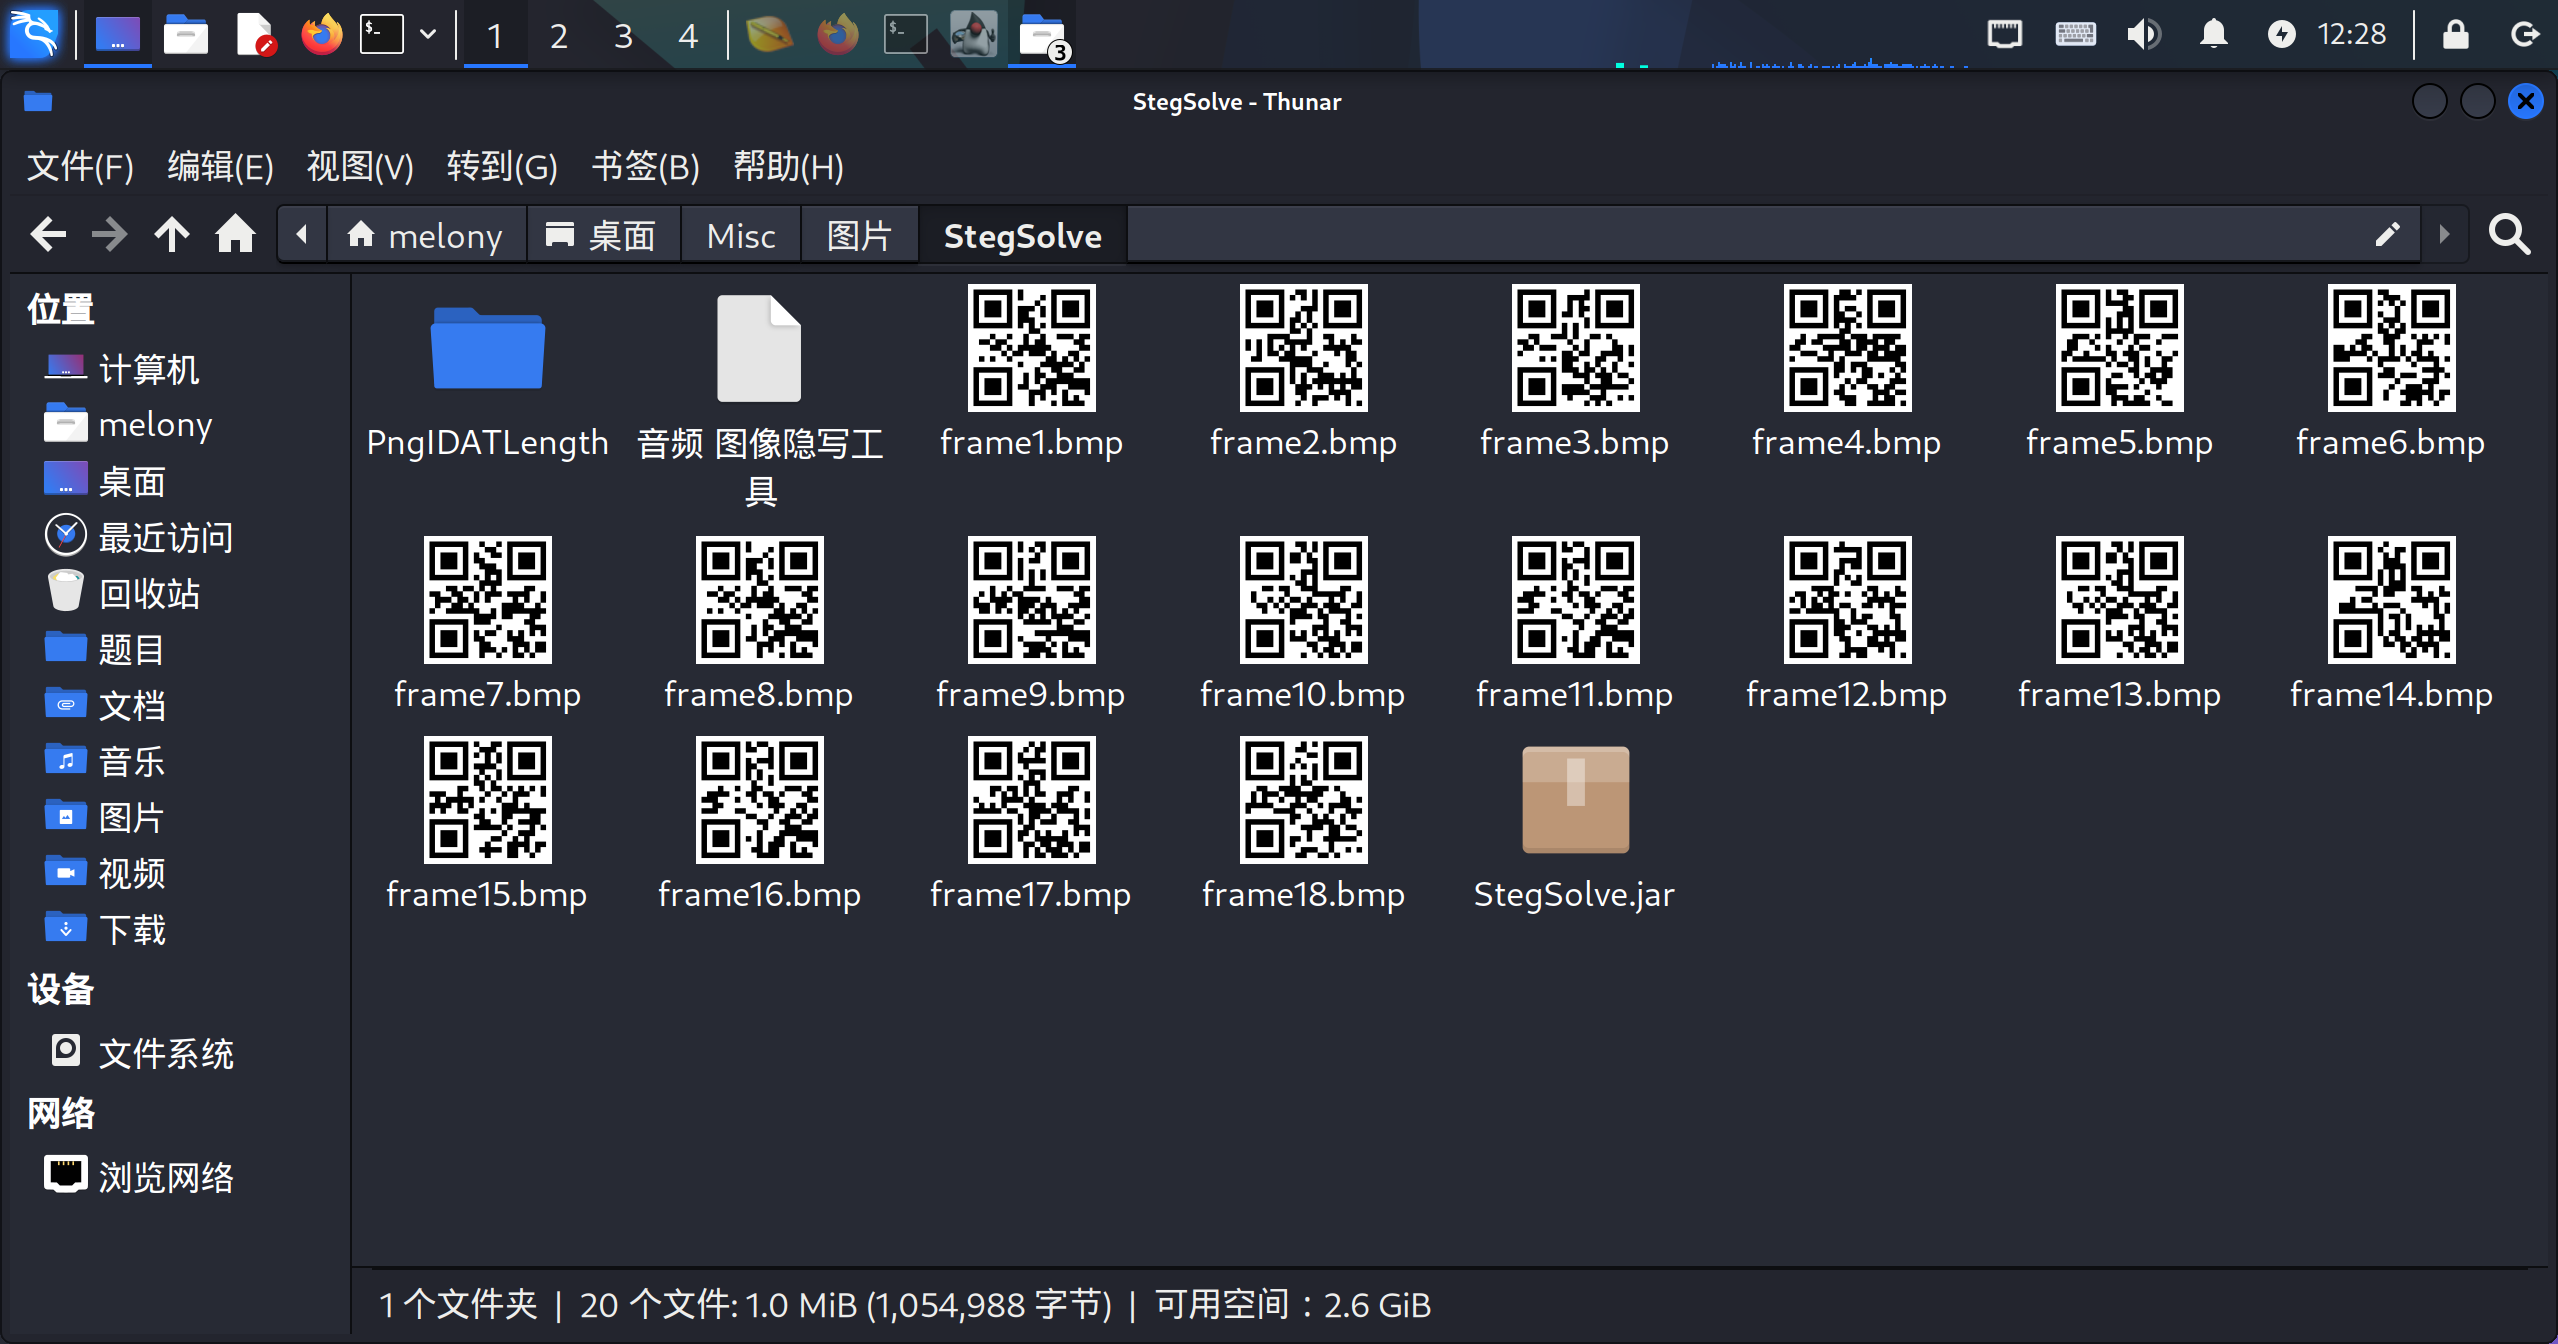 1 2 3 4
3
12:28
StegSolve - Thunar
文件(F) 编辑(E) 视图(V) 转到(G) 书签(B) 帮助(H)
melony 桌面 Misc 图片 StegSolve
位置
计算机
melony
桌面
最近访问
回收站
题目
文档
音乐
图片
视频
下载
设备
文件系统
网络
浏览网络
PngIDATLength 音频 图像隐写工 frame1.bmp frame2.bmp frame3.bmp frame4.bmp frame5.bmp frame6.bmp
具
frame7.bmp frame8.bmp frame9.bmp frame10.bmp frame11.bmp frame12.bmp frame13.bmp frame14.bmp
frame15.bmp frame16.bmp frame17.bmp frame18.bmp StegSolve.jar
1 个文件夹 | 20 个文件: 1.0 MiB (1,054,988 字节) | 可用空间：2.6 GiB